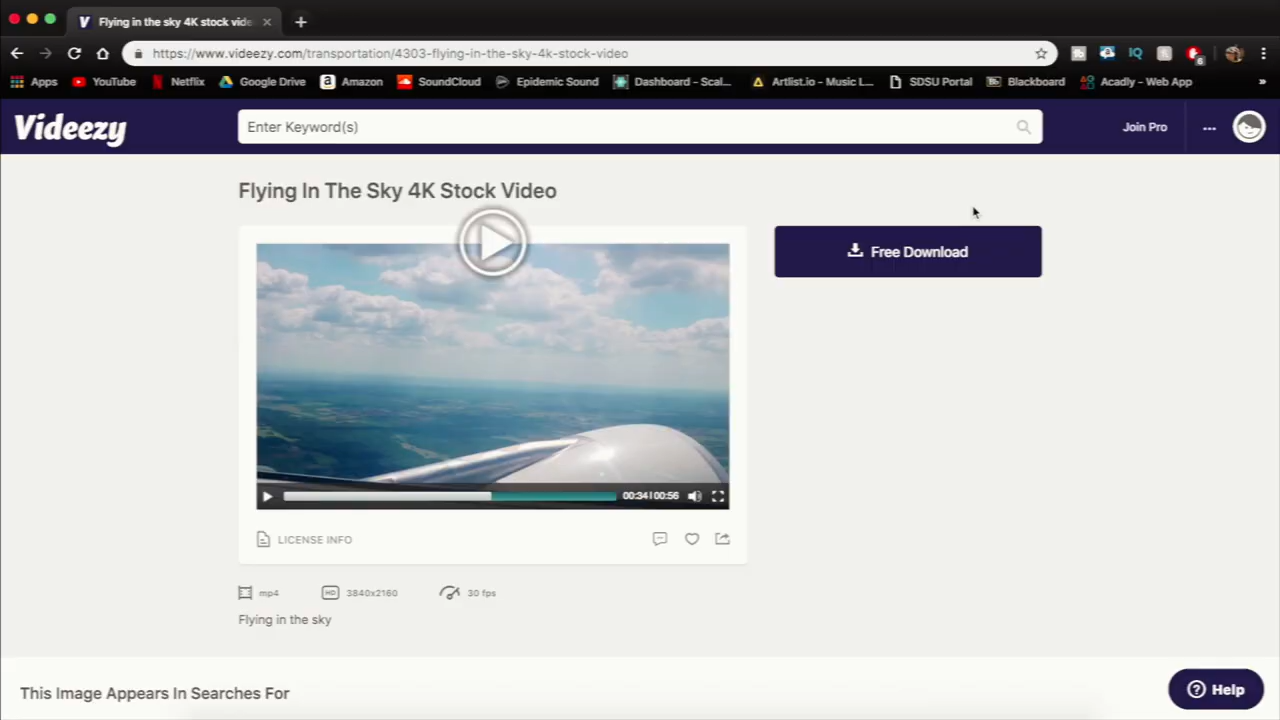 Flying in the sky 4K stock vide
https://www.videezy.com/transportation/4303-flying-in-the-sky-4k-stock-video
6
Apps YouTube Netflix Google Drive Amazon SoundCloud Epidemic Sound Dashboard - Scal... Artlist.io - Music L... SDSU Portal Blackboard Acadly - Web App »
Videezy Enter Keyword(s) Join Pro ...
Flying In The Sky 4K Stock Video
Free Download
00:34|00:56
LICENSE INFO
mp4 HD 3840x2160 30 fps
Flying in the sky
This Image Appears In Searches For
Help